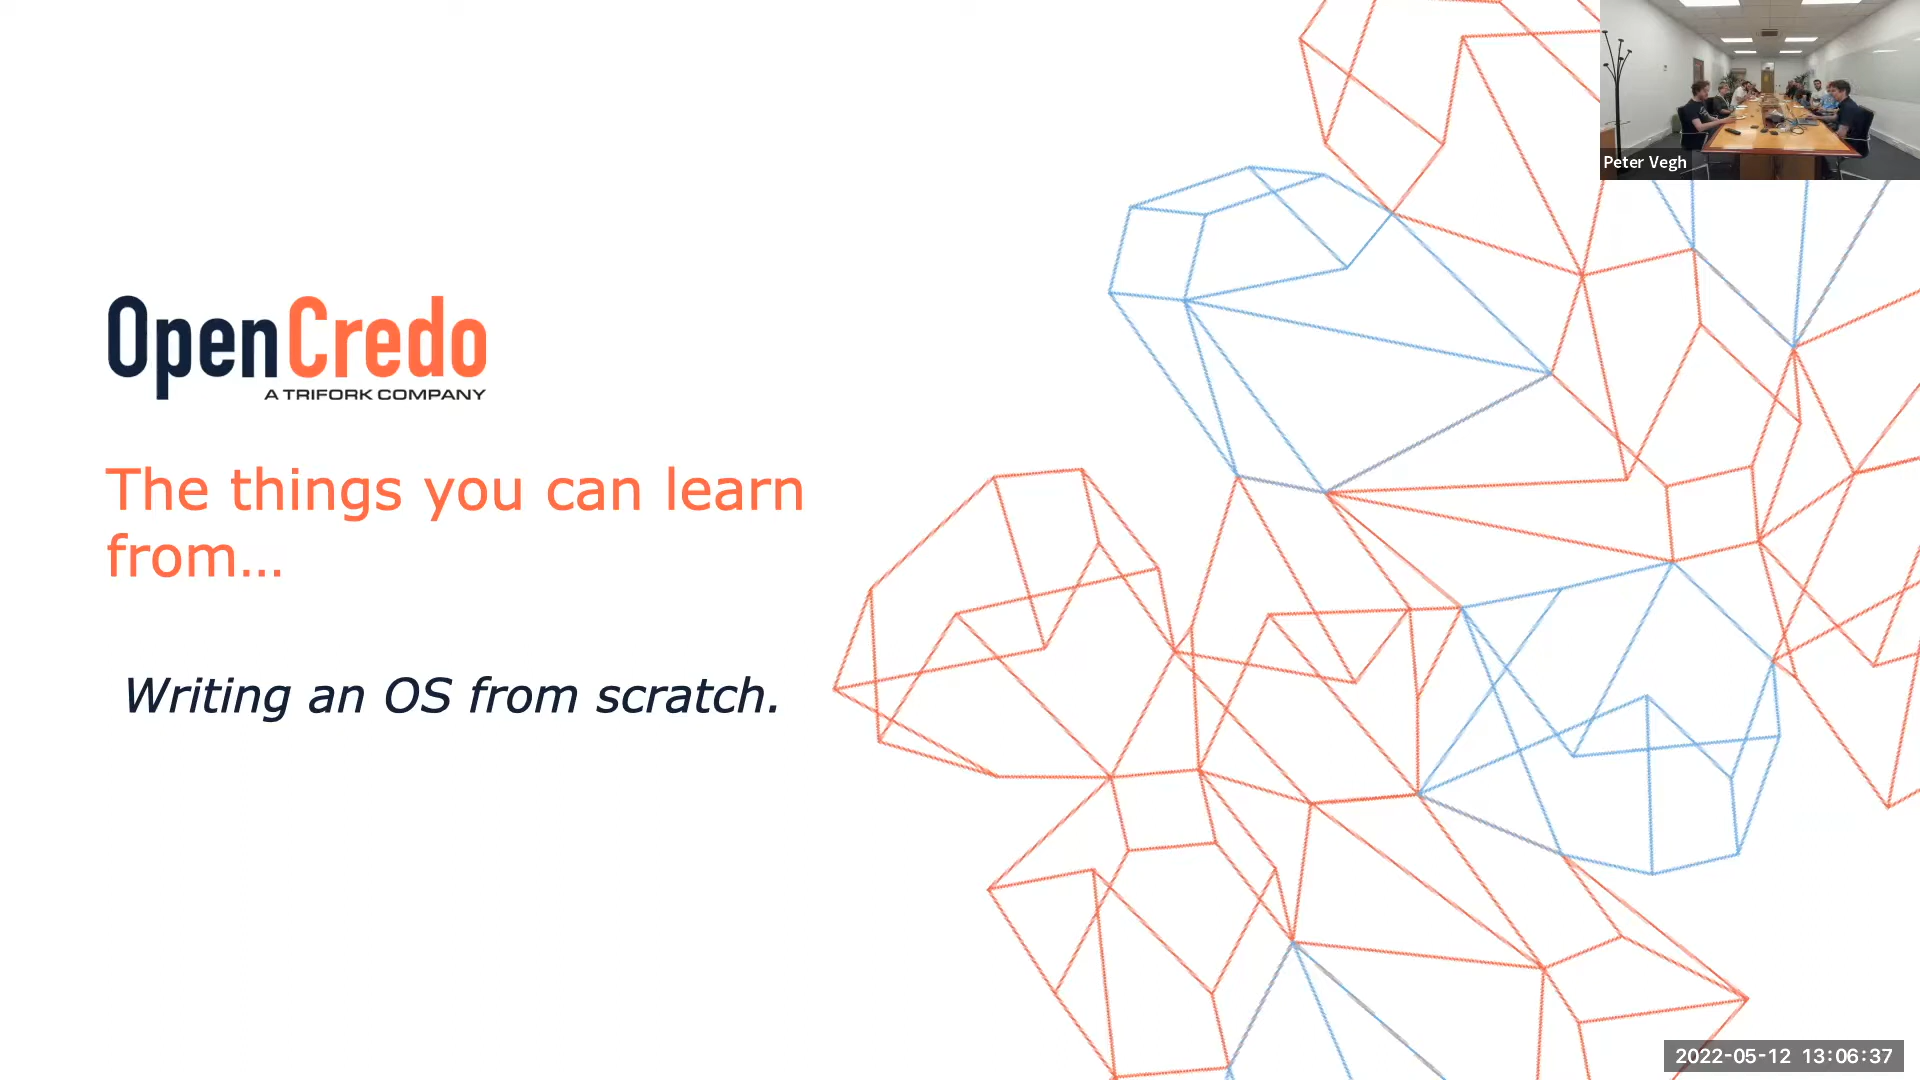 Peter Vegh
OpenCredo
A TRIFORK COMPANY
The things you can learn
from...
Writing an OS from scratch.
2022-05-12 13:06:37